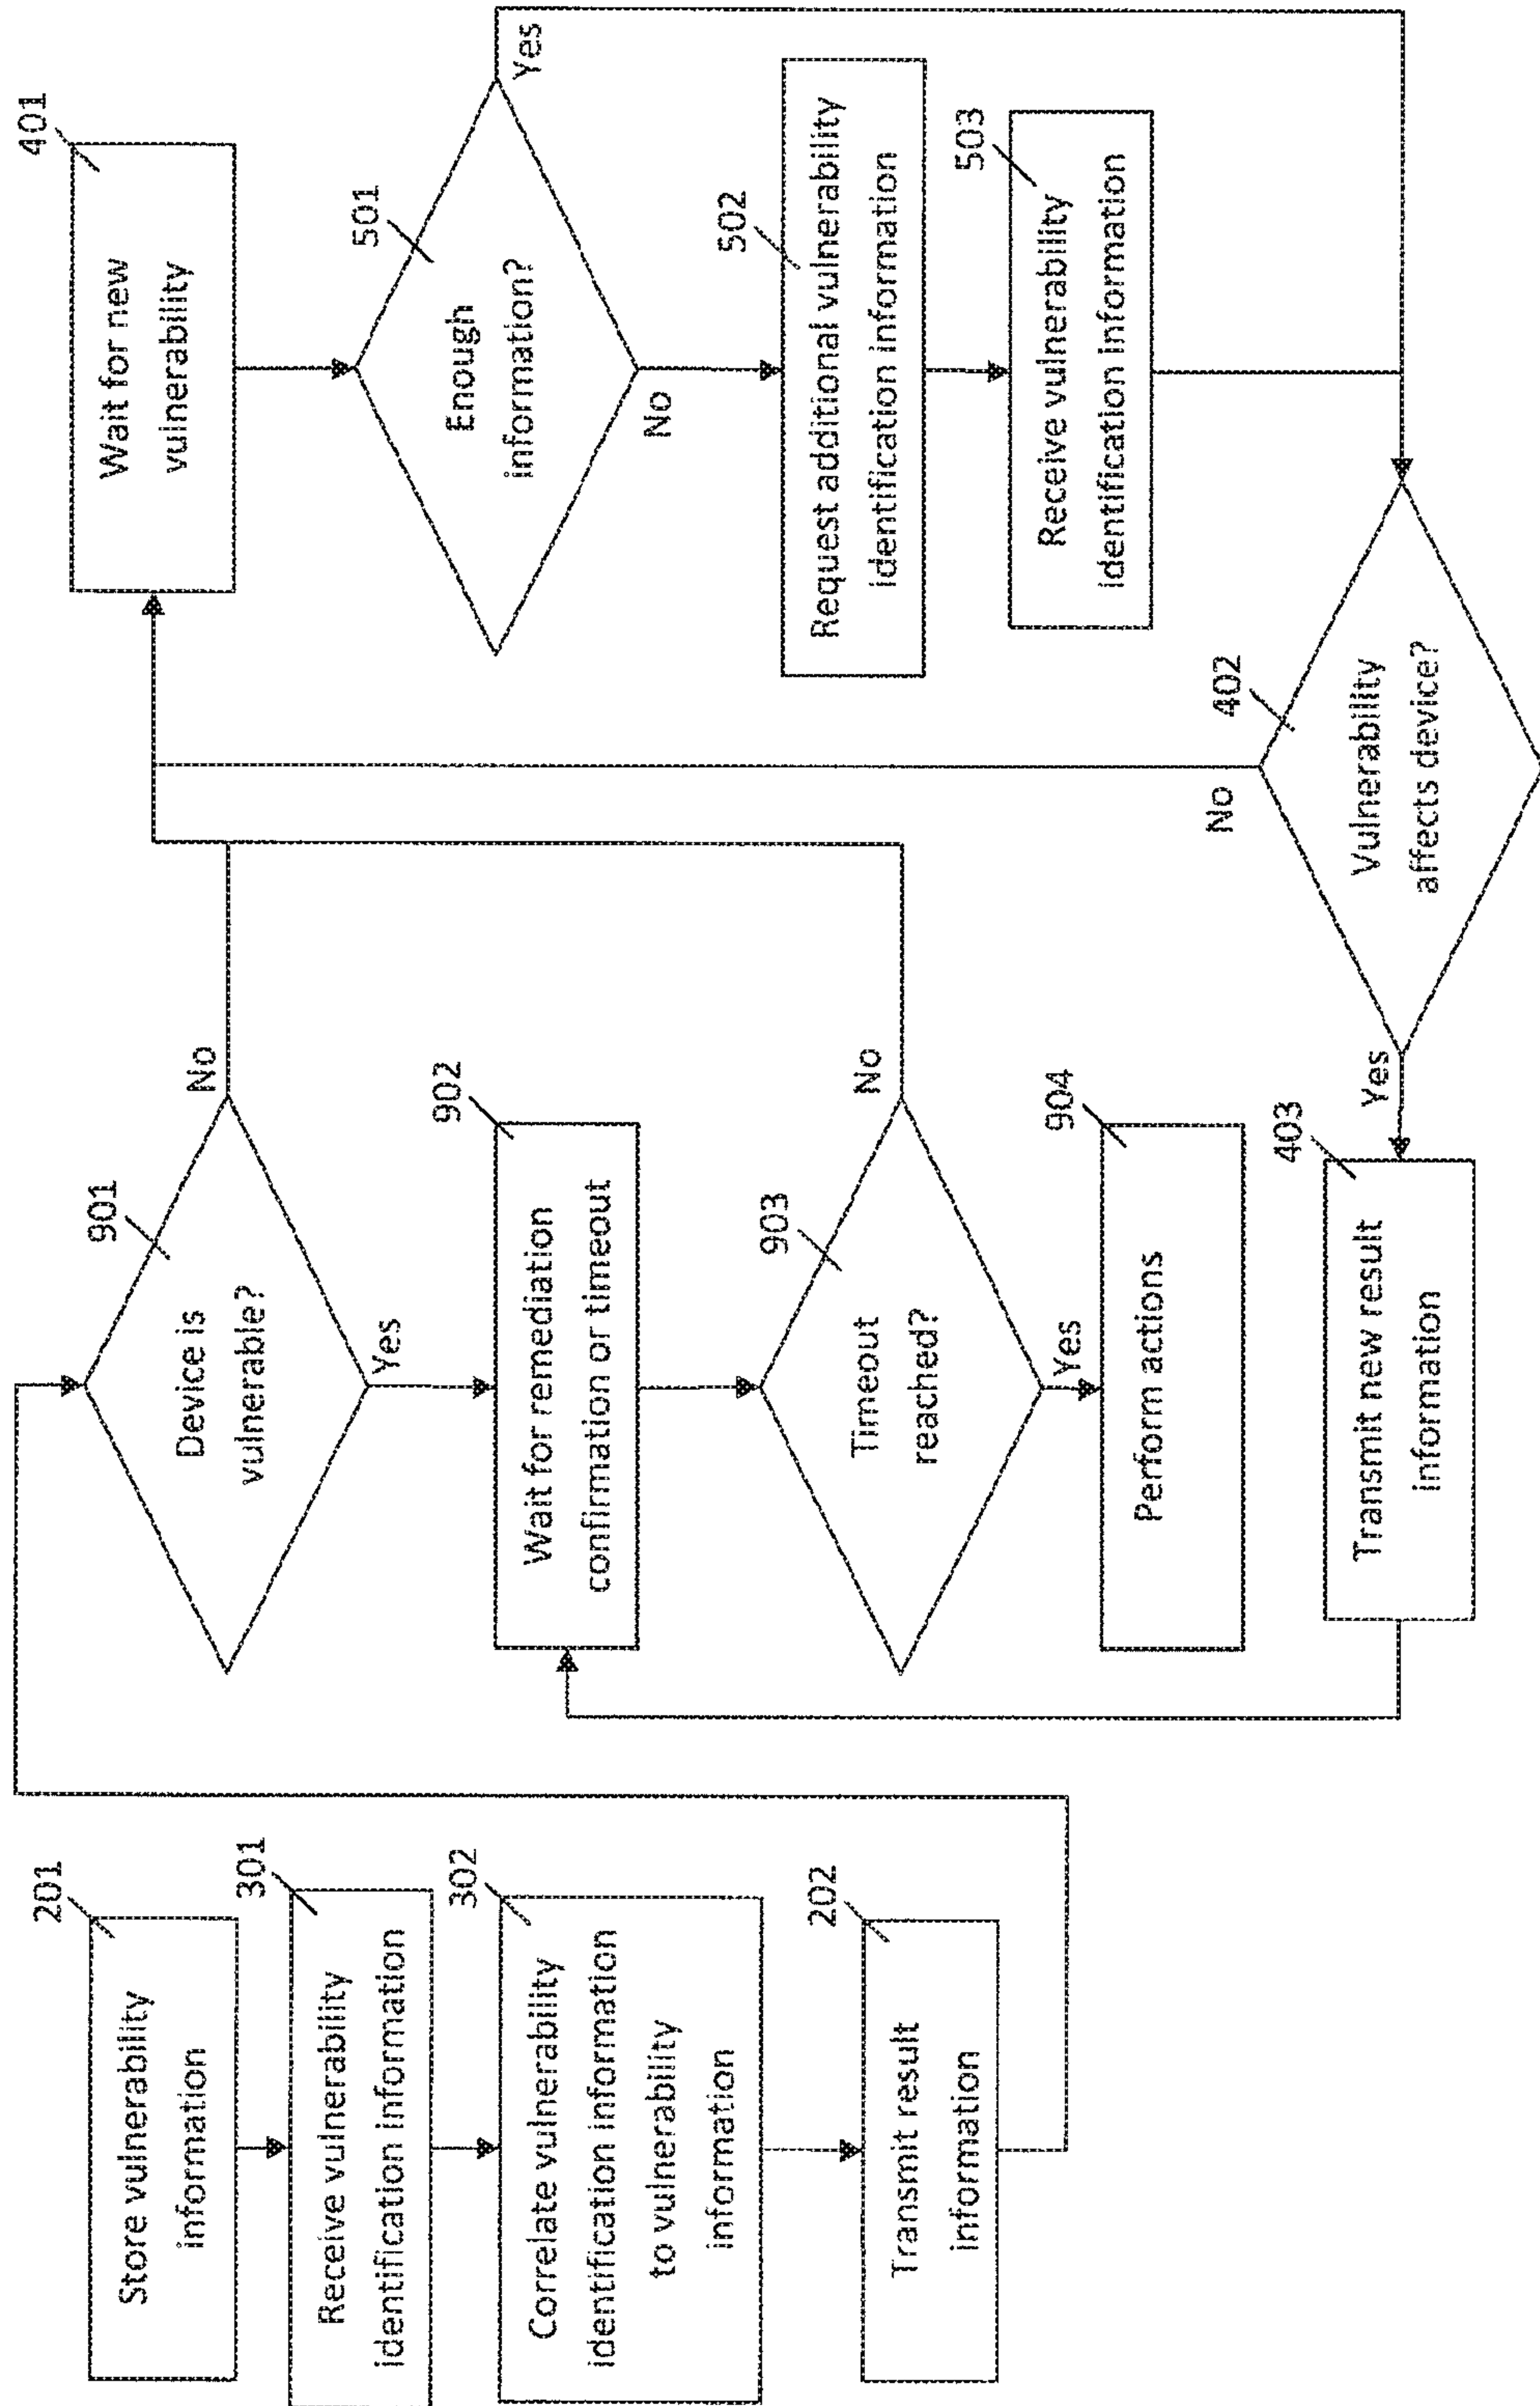 201
Store vulnerability
information
301
Receive vulnerability
identification information
302
Correlate vulnerability
identification information
to vulnerability
information
202
Transmit result
information
901
Device is
vulnerable?
No
Yes
902
Wait for remediation
confirmation or timeout
903
Timeout
reached?
No
Yes
904
Perform actions
403
Transmit new result
information
401
Wait for new
vulnerability
501
Enough
information?
Yes
No
502
Request additional vulnerability
identification information
503
Receive vulnerability
identification information
402
Vulnerability
affects device?
No
Yes